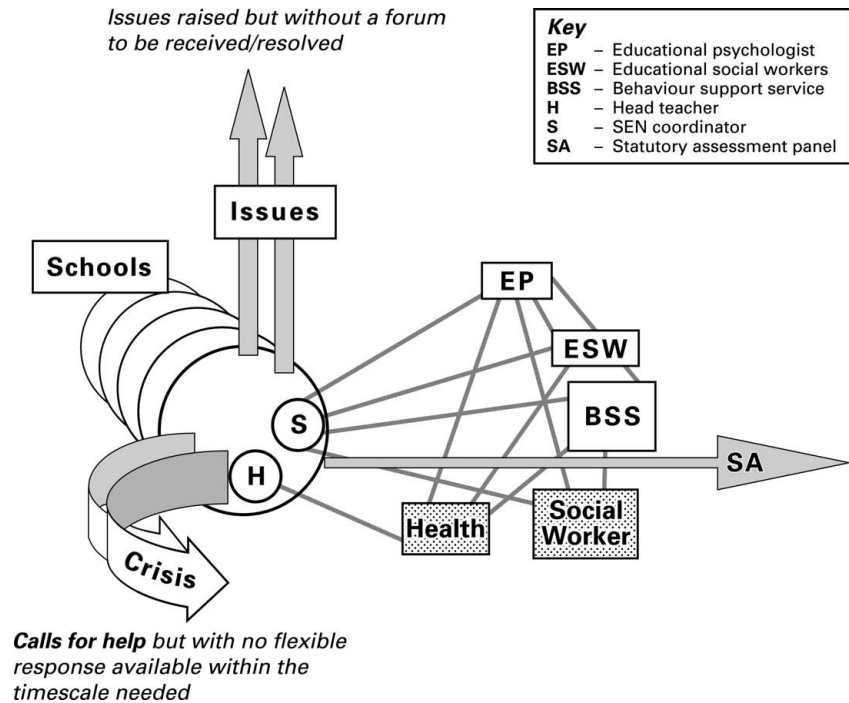 Issues raised but without a forum
to be received/resolved
Key
EP – Educational psychologist
ESW – Educational social workers
BSS – Behaviour support service
H – Head teacher
S – SEN coordinator
SA – Statutory assessment panel
Issues
Schools
EP
ESW
S
BSS
SA
H
Health
Social
Worker
Crisis
Calls for help but with no flexible
response available within the
timescale needed